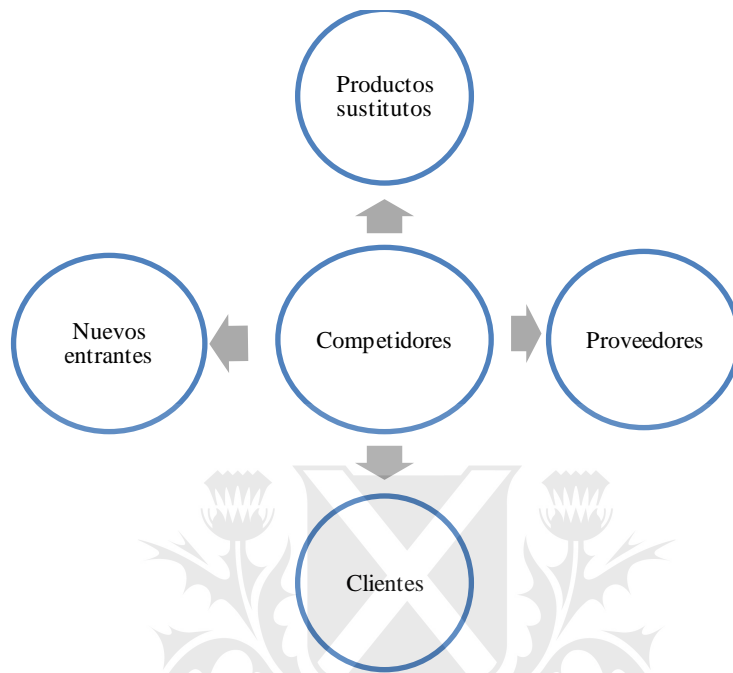 Productos
sustitutos
Nuevos
entrantes
Competidores
Proveedores
Clientes